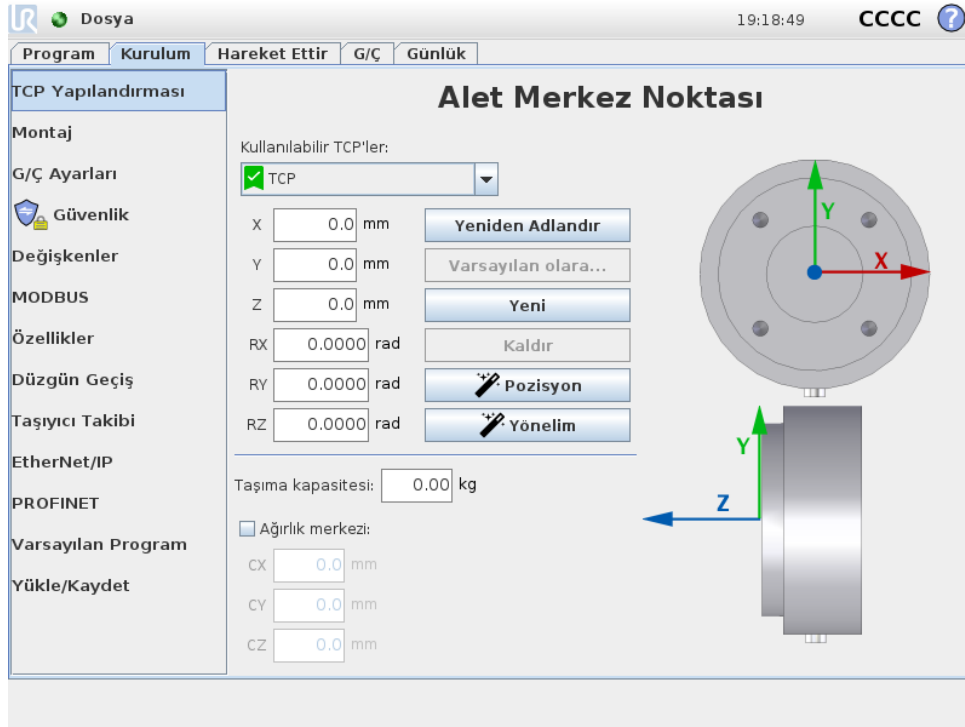 UR Dosya 19:18:49 CCCC ?
Program Kurulum Hareket Ettir G/Ç Günlük
TCP Yapılandırması
Montaj
G/Ç Ayarları
Güvenlik
Değişkenler
MODBUS
Özellikler
Düzgün Geçiş
Taşıyıcı Takibi
EtherNet/IP
PROFINET
Varsayılan Program
Yükle/Kaydet
Alet Merkez Noktası
Kullanılabilir TCP'ler:
TCP
X 0.0 mm Yeniden Adlandır
Y 0.0 mm Varsayılan olara...
Z 0.0 mm Yeni
RX 0.0000 rad Kaldır
RY 0.0000 rad Pozisyon
RZ 0.0000 rad Yönelim
Taşıma kapasitesi: 0.00 kg
Ağırlık merkezi:
CX 0.0 mm
CY 0.0 mm
CZ 0.0 mm
Y
X
Y
Z